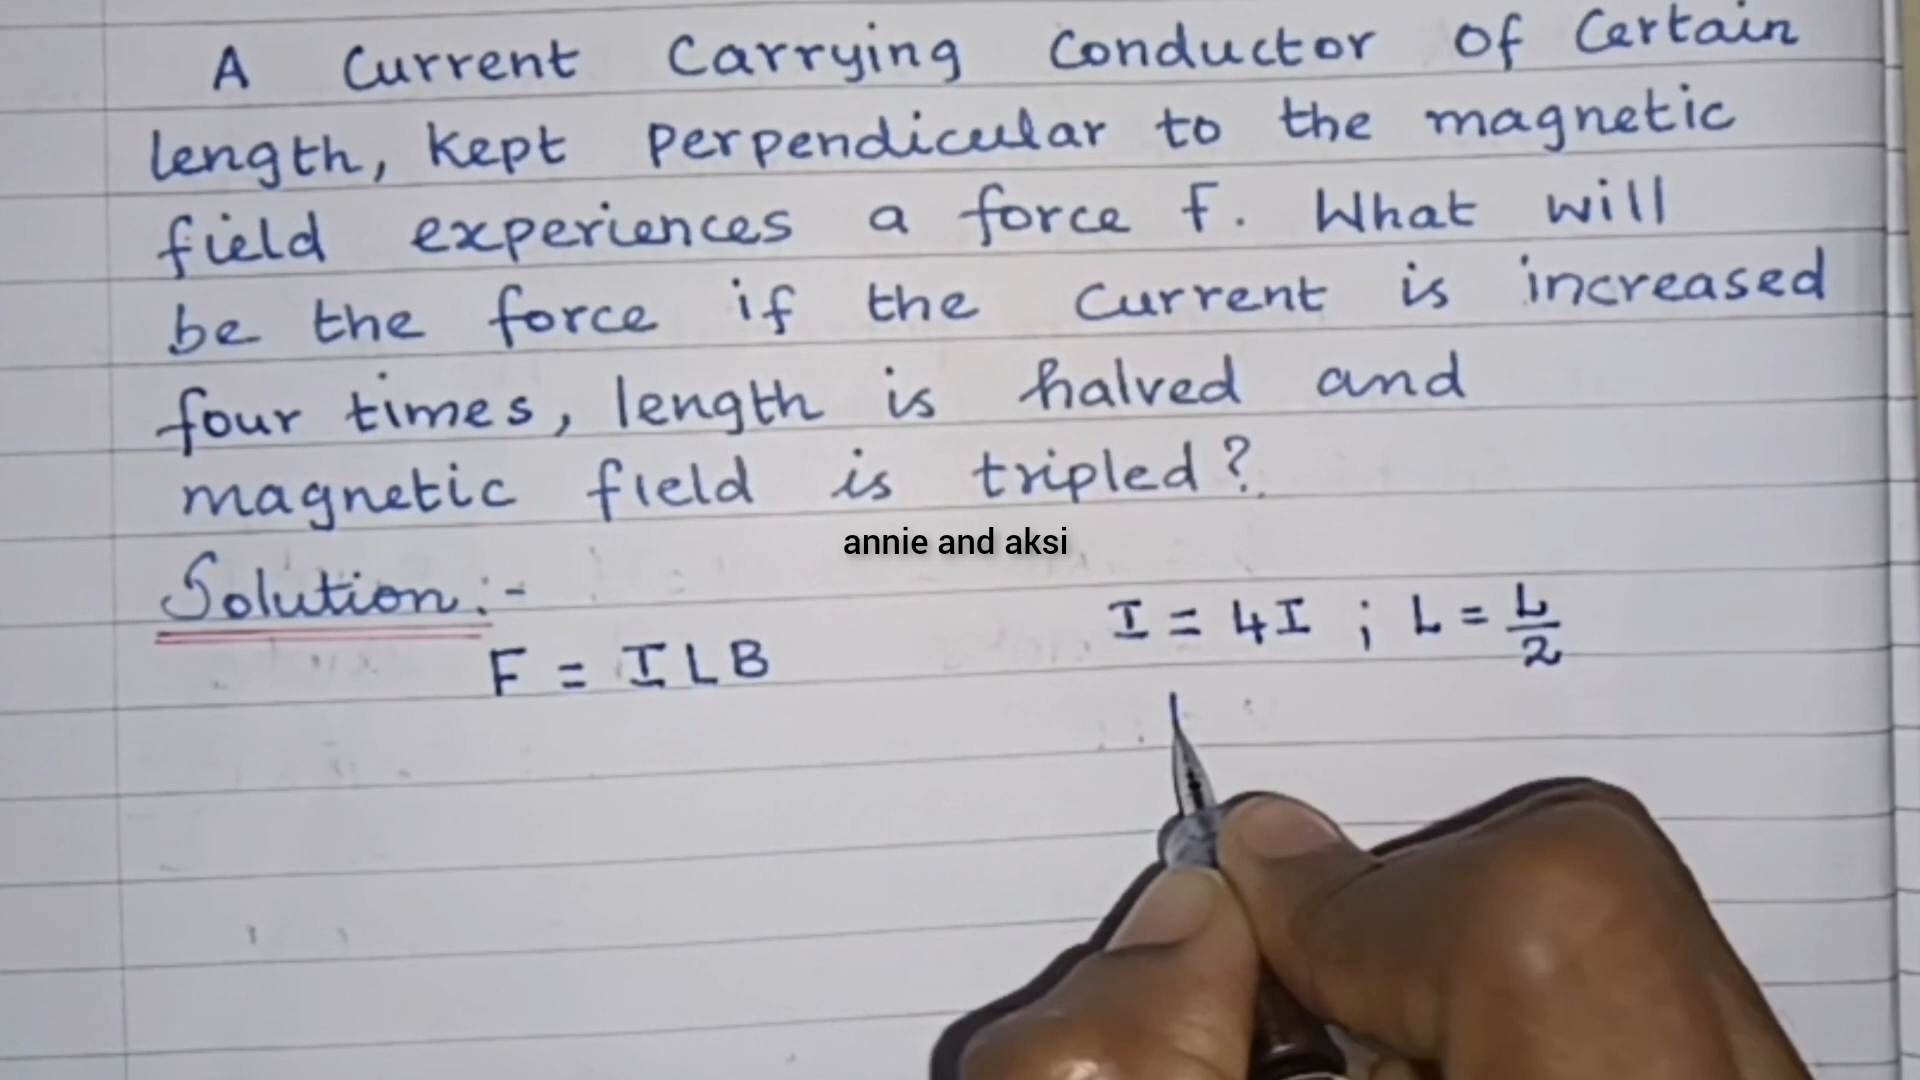 A Current Carrying Conductor of Certain
length, kept perpendicular to the magnetic
field experiences a force F. What will
be the force if the Current is increased
four times, length is halved and
magnetic field is tripled?
annie and aksi
Solution:-
F = ILB
I = 4I ; L = L/2